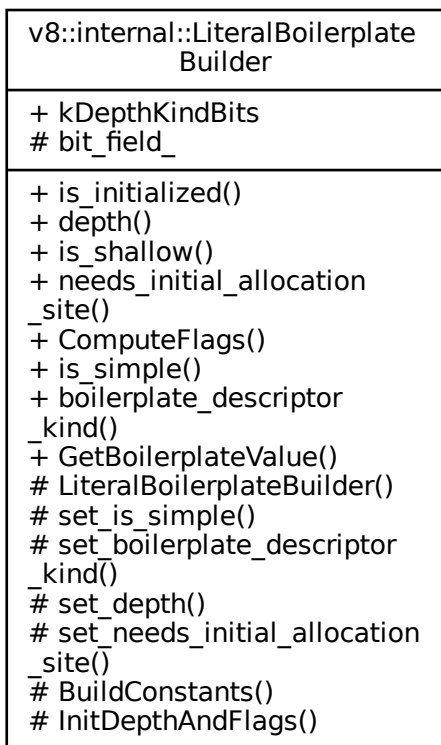 v8::internal::LiteralBoilerplate
Builder
+ kDepthKindBits
# bit_field_
+ is_initialized()
+ depth()
+ is_shallow()
+ needs_initial_allocation
_site()
+ ComputeFlags()
+ is_simple()
+ boilerplate_descriptor
_kind()
+ GetBoilerplateValue()
# LiteralBoilerplateBuilder()
# set_is_simple()
# set_boilerplate_descriptor
_kind()
# set_depth()
# set_needs_initial_allocation
_site()
# BuildConstants()
# InitDepthAndFlags()